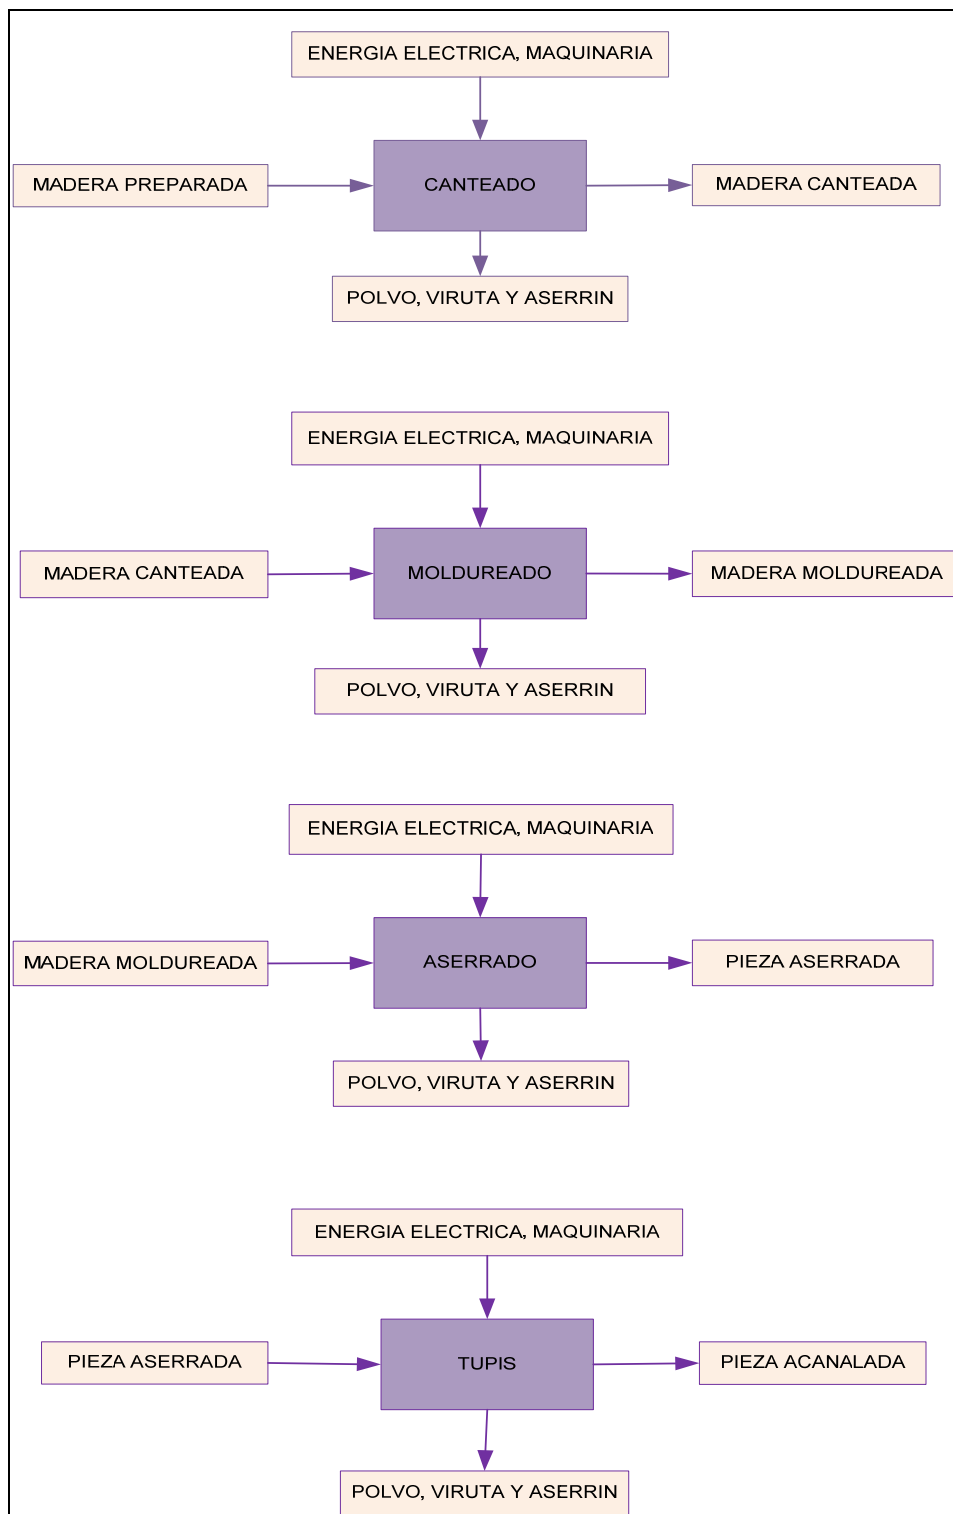 ENERGIA ELECTRICA, MAQUINARIA
MADERA PREPARADA
CANTEADO
MADERA CANTEADA
POLVO, VIRUTA Y ASERRIN
ENERGIA ELECTRICA, MAQUINARIA
MADERA CANTEADA
MOLDUREADO
MADERA MOLDUREADA
POLVO, VIRUTA Y ASERRIN
ENERGIA ELECTRICA, MAQUINARIA
MADERA MOLDUREADA
ASERRADO
PIEZA ASERRADA
POLVO, VIRUTA Y ASERRIN
ENERGIA ELECTRICA, MAQUINARIA
PIEZA ASERRADA
TUPIS
PIEZA ACANALADA
POLVO, VIRUTA Y ASERRIN